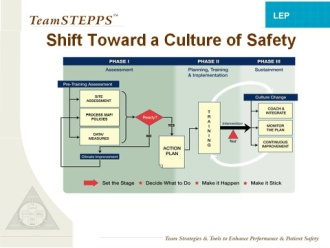 TeamSTEPPS™
LEP
Shift Toward a Culture of Safety
PHASE I
PHASE II
PHASE III
Assessment
Planning, Training
& Implementation
Sustainment
Pre-Training Assessment
SITE
ASSESSMENT
PROCESS MAP/
POLICIES
DATA/
MEASURES
Climate Improvement
Ready?
NO
YES
ACTION
PLAN
TRAINING
Intervention
Test
Culture Change
COACH &
INTEGRATE
MONITOR
THE PLAN
CONTINUOUS
IMPROVEMENT
Set the Stage ♦ Decide What to Do ♦ Make it Happen ♦ Make it Stick
Team Strategies & Tools to Enhance Performance & Patient Safety